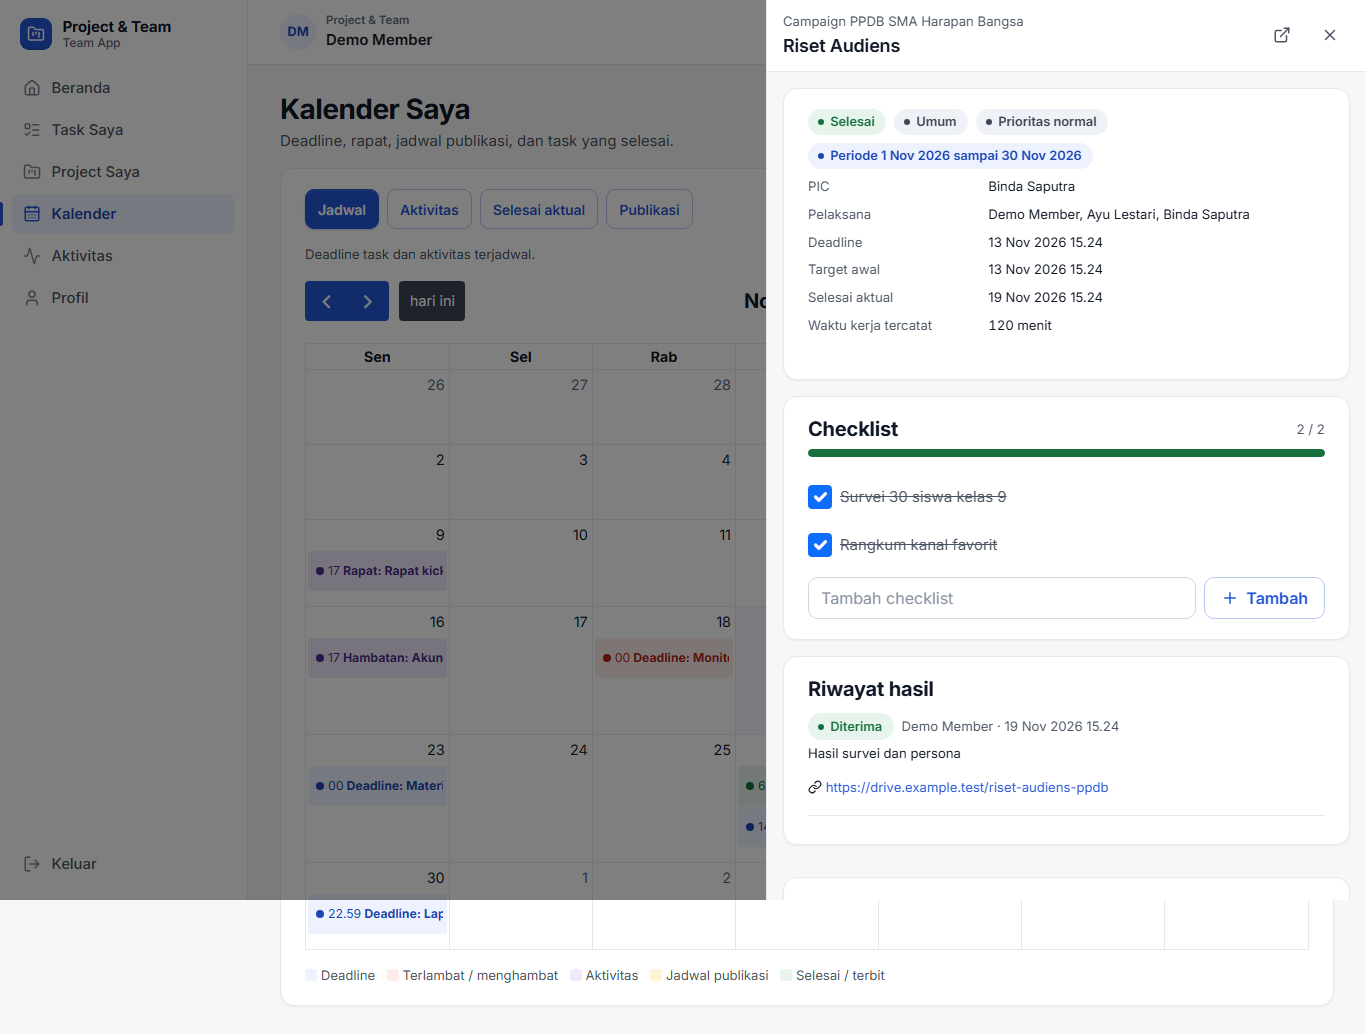 Project & Team
Team App
Beranda
Task Saya
Project Saya
Kalender
Aktivitas
Profil
Keluar
DM
Project & Team
Demo Member
Kalender Saya
Deadline, rapat, jadwal publikasi, dan task yang selesai.
Jadwal
Aktivitas
Selesai aktual
Publikasi
Deadline task dan aktivitas terjadwal.
hari ini
Sen Sel Rab
26 27 28
2 3 4
9 10 11
17 Rapat: Rapat kick
16 17 18
17 Hambatan: Akun
00 Deadline: Monit
23 24 25
00 Deadline: Materi
30 1 2
22.59 Deadline: Lap
Deadline
Terlambat / menghambat
Aktivitas
Jadwal publikasi
Selesai / terbit
Campaign PPDB SMA Harapan Bangsa
Riset Audiens
Selesai
Umum
Prioritas normal
Periode 1 Nov 2026 sampai 30 Nov 2026
PIC Binda Saputra
Pelaksana Demo Member, Ayu Lestari, Binda Saputra
Deadline 13 Nov 2026 15.24
Target awal 13 Nov 2026 15.24
Selesai aktual 19 Nov 2026 15.24
Waktu kerja tercatat 120 menit
Checklist
2 / 2
Survei 30 siswa kelas 9
Rangkum kanal favorit
Tambah checklist
+ Tambah
Riwayat hasil
Diterima
Demo Member · 19 Nov 2026 15.24
Hasil survei dan persona
https://drive.example.test/riset-audiens-ppdb